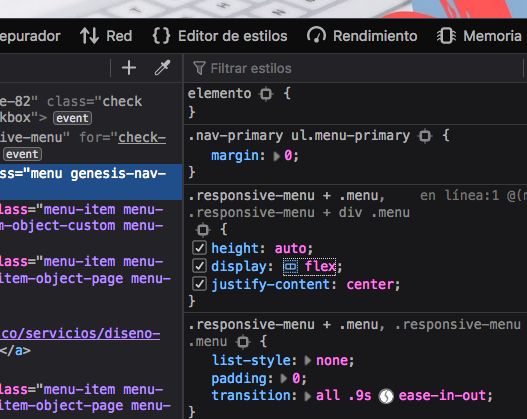 epurador Red {} Editor de estilos Rendimiento Memoria
+ Filtrar estilos
e-82" class="check
ckbox"> event
sive-menu" for="check-
event
ass="menu genesis-nav-
lass="menu-item menu-
m-object-custom menu-
lass="menu-item menu-
item-object-page menu-
co/servicios/diseno-
</a>
lass="menu-item menu-
item-object-page menu-
elemento {
}
.nav-primary ul.menu-primary {
margin: 0;
}
.responsive-menu + .menu, en línea:1 @(m
.responsive-menu + div .menu
{
height: auto;
display: flex;
justify-content: center;
}
.responsive-menu + .menu, .responsive-menu
.menu {
list-style: none;
padding: 0;
transition: all .9s ease-in-out;
}